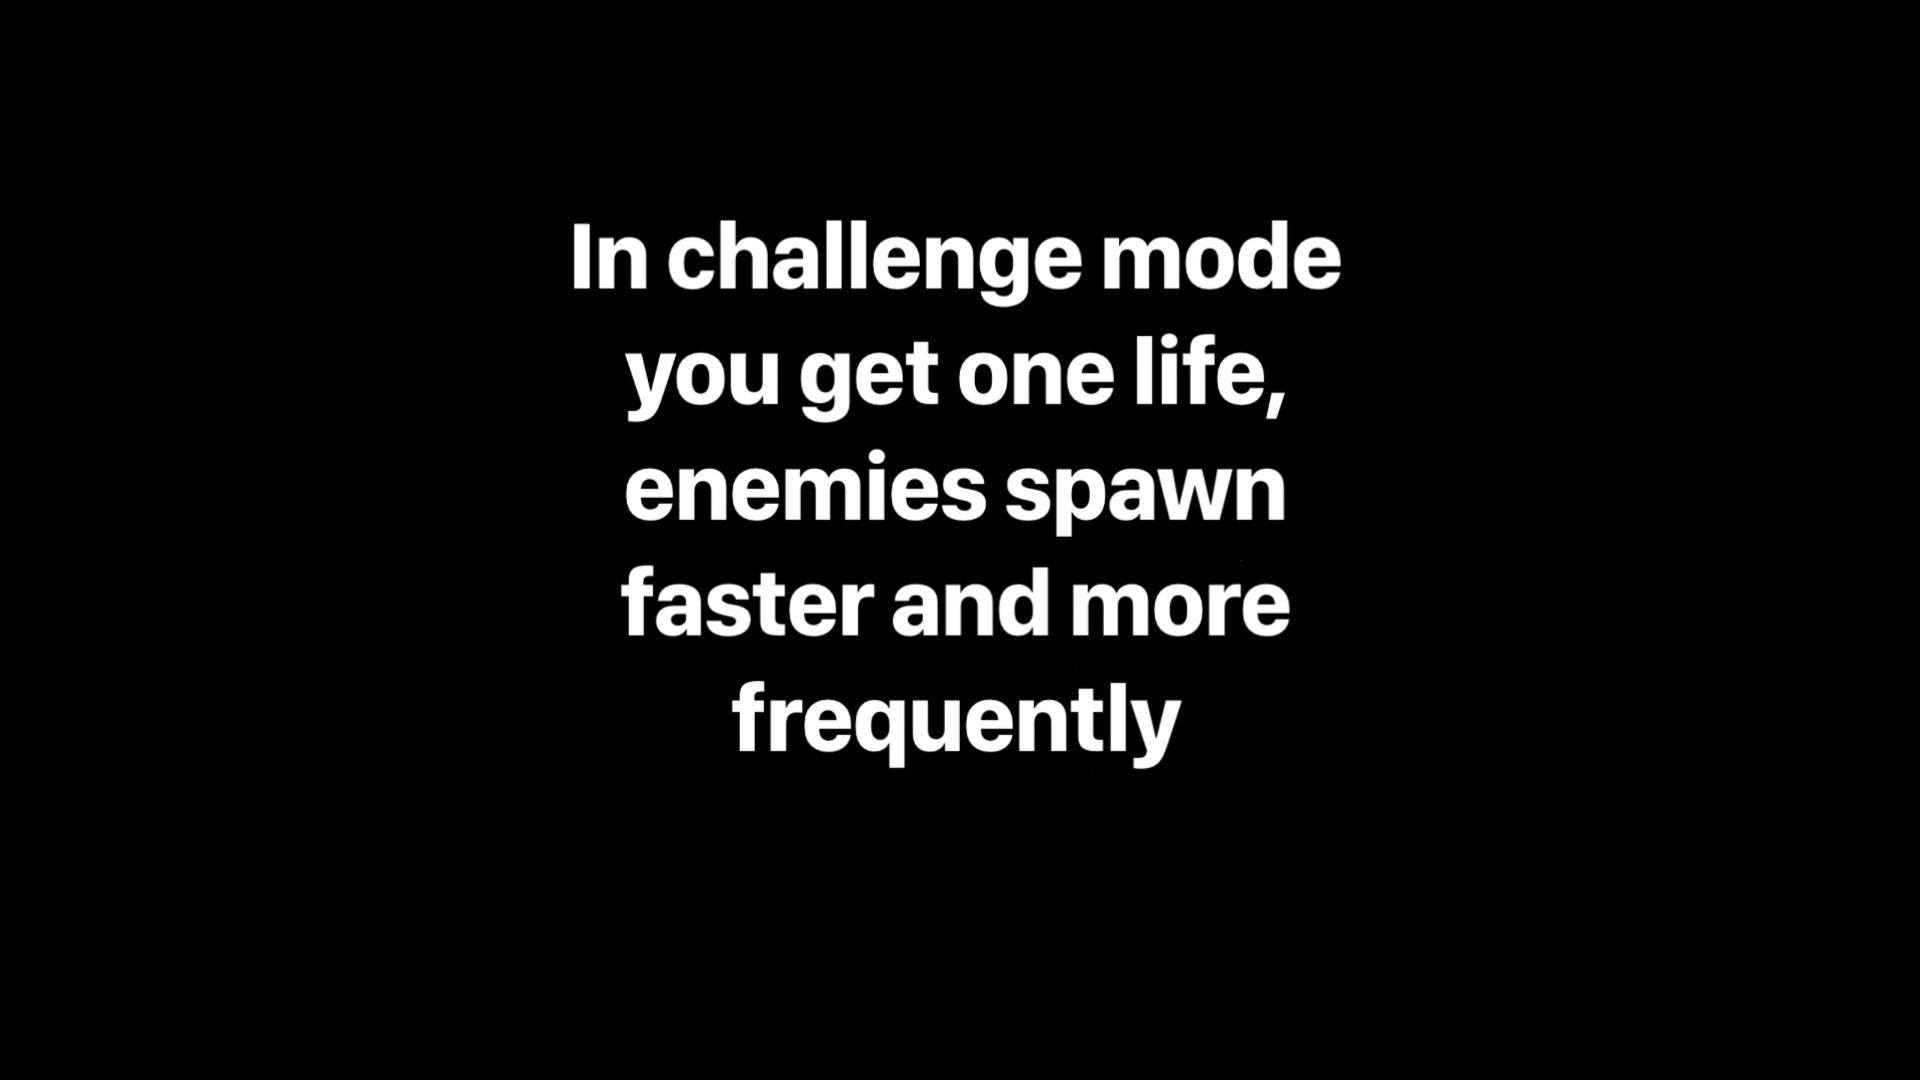 In challenge mode
you get one life,
enemies spawn
faster and more
frequently